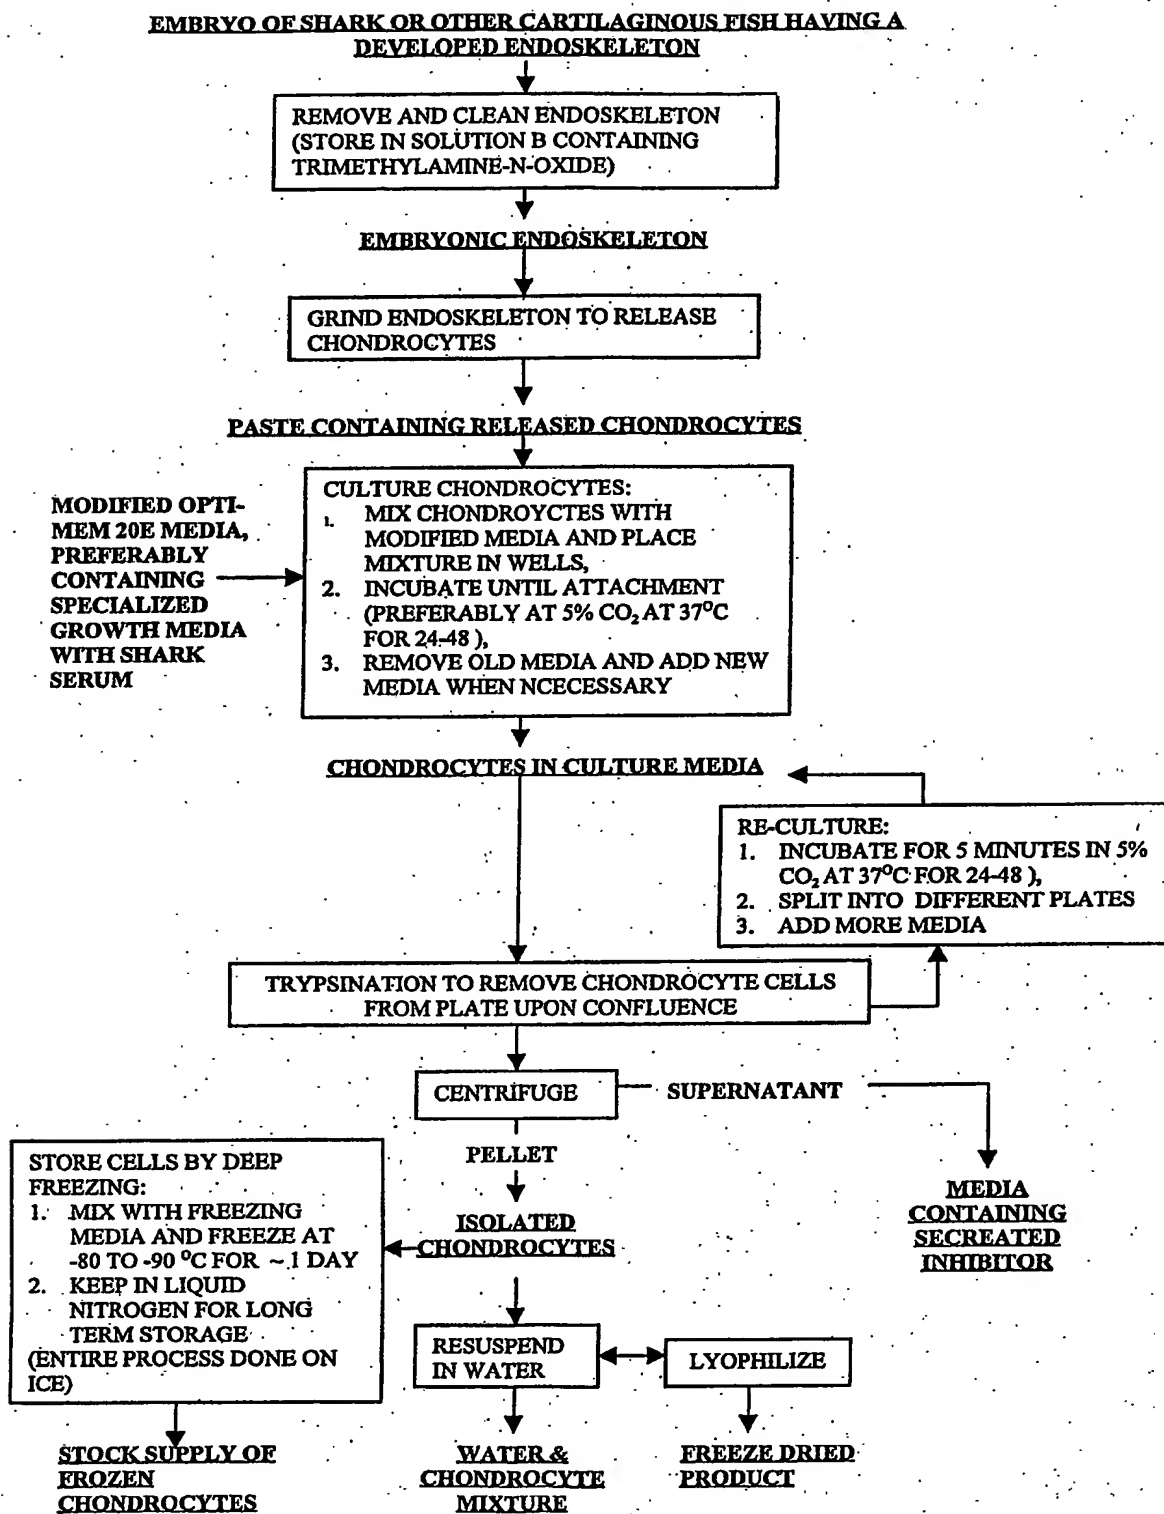 EMBRYO OF SHARK OR OTHER CARTILAGINOUS FISH HAVING A
DEVELOPED ENDOSKELETON
REMOVE AND CLEAN ENDOSKELETON
(STORE IN SOLUTION B CONTAINING
TRIMETHYLAMINE-N-OXIDE)
EMBRYONIC ENDOSKELETON
GRIND ENDOSKELETON TO RELEASE
CHONDROCYTES
PASTE CONTAINING RELEASED CHONDROCYTES
MODIFIED OPTI-
MEM 20E MEDIA,
PREFERABLY
CONTAINING
SPECIALIZED
GROWTH MEDIA
WITH SHARK
SERUM
CULTURE CHONDROCYTES:
1. MIX CHONDROYCTES WITH
MODIFIED MEDIA AND PLACE
MIXTURE IN WELLS,
2. INCUBATE UNTIL ATTACHMENT
(PREFERABLY AT 5% CO₂ AT 37⁰C
FOR 24-48 ),
3. REMOVE OLD MEDIA AND ADD NEW
MEDIA WHEN NCECESSARY
CHONDROCYTES IN CULTURE MEDIA
RE-CULTURE:
1. INCUBATE FOR 5 MINUTES IN 5%
CO₂ AT 37⁰C FOR 24-48 ),
2. SPLIT INTO DIFFERENT PLATES
3. ADD MORE MEDIA
TRYPSINATION TO REMOVE CHONDROCYTE CELLS
FROM PLATE UPON CONFLUENCE
CENTRIFUGE
SUPERNATANT
PELLET
MEDIA
CONTAINING
SECREATED
INHIBITOR
ISOLATED
CHONDROCYTES
STORE CELLS BY DEEP
FREEZING:
1. MIX WITH FREEZING
MEDIA AND FREEZE AT
-80 TO -90 ⁰C FOR ~ 1 DAY
2. KEEP IN LIQUID
NITROGEN FOR LONG
TERM STORAGE
(ENTIRE PROCESS DONE ON
ICE)
RESUSPEND
IN WATER
LYOPHILIZE
STOCK SUPPLY OF
FROZEN
CHONDROCYTES
WATER &
CHONDROCYTE
MIXTURE
FREEZE DRIED
PRODUCT